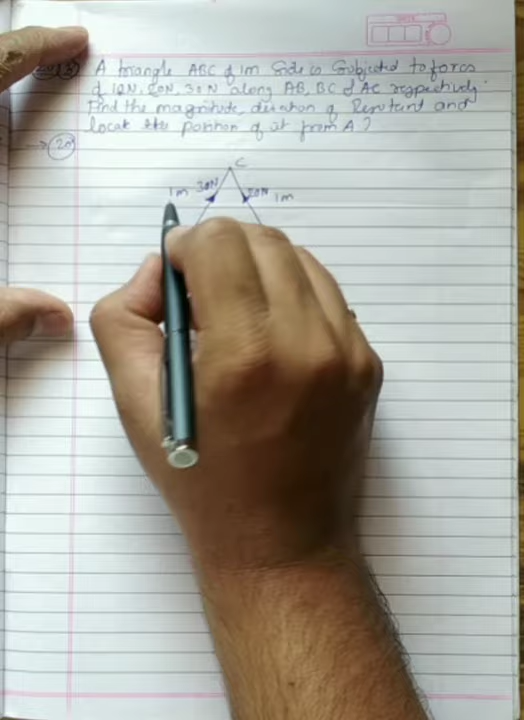 A triangle ABC of 1m Side is Subjected to forces
of 10N, 20N, 30N along AB, BC & AC respectively.
Find the magnitude, direction of Resultant and
locate the position of it from A?
C
1m 30N 20N 1m